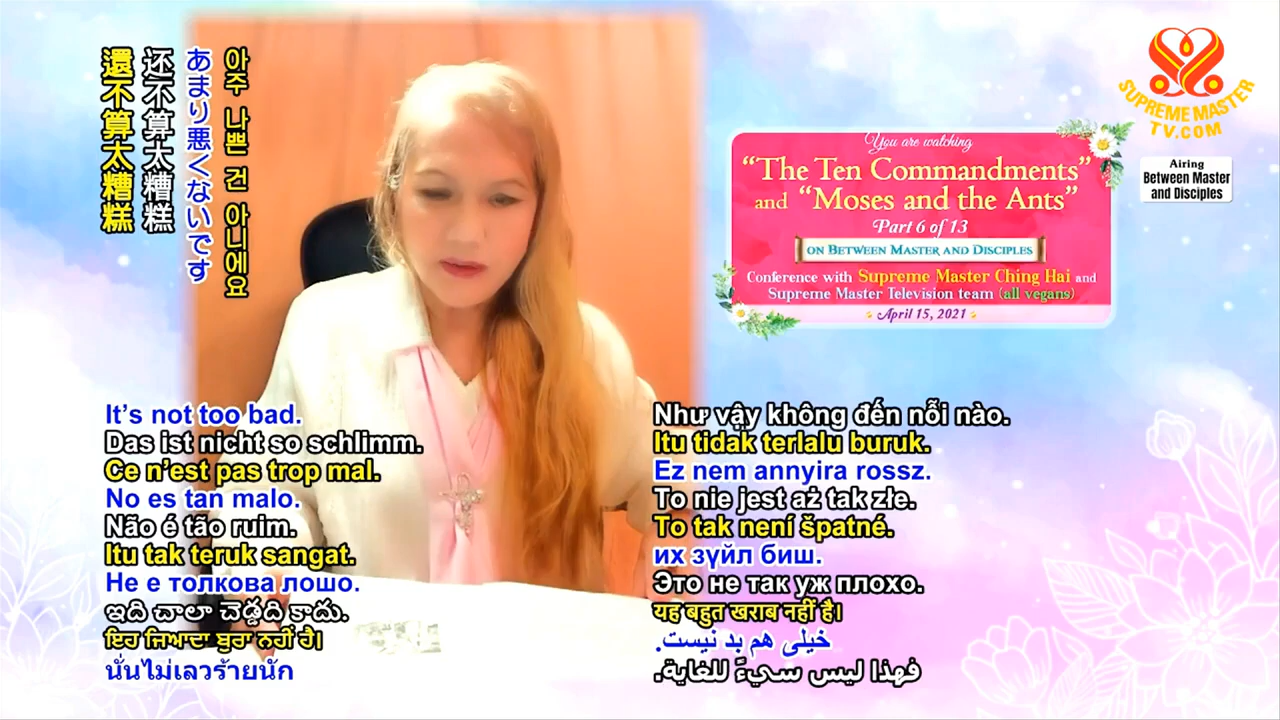 還不算太糟糕
还不算太糟糕
あまり悪くないです
아주 나쁜 건 아니에요
SUPREME MASTER
TV.COM
You are watching
“The Ten Commandments”
and “Moses and the Ants”
Part 6 of 13
ON BETWEEN MASTER AND DISCIPLES
Conference with Supreme Master Ching Hai and
Supreme Master Television team (all vegans)
April 15, 2021
Airing
Between Master
and Disciples
It’s not too bad.
Das ist nicht so schlimm.
Ce n’est pas trop mal.
No es tan malo.
Não é tão ruim.
Itu tak teruk sangat.
Не е толкова лошо.
ఇది చాలా చెడ్డది కాదు.
ਇਹ ਜਿਆਦਾ ਬੁਰਾ ਨਹੀਂ ਹੈ।
นั่นไม่เลวร้ายนัก
Như vậy không đến nỗi nào.
Itu tidak terlalu buruk.
Ez nem annyira rossz.
To nie jest aż tak złe.
To tak není špatné.
их зүйл биш.
Это не так уж плохо.
यह बहुत खराब नहीं है।
خیلی هم بد نیست.
فهذا ليس سيءً للغاية.